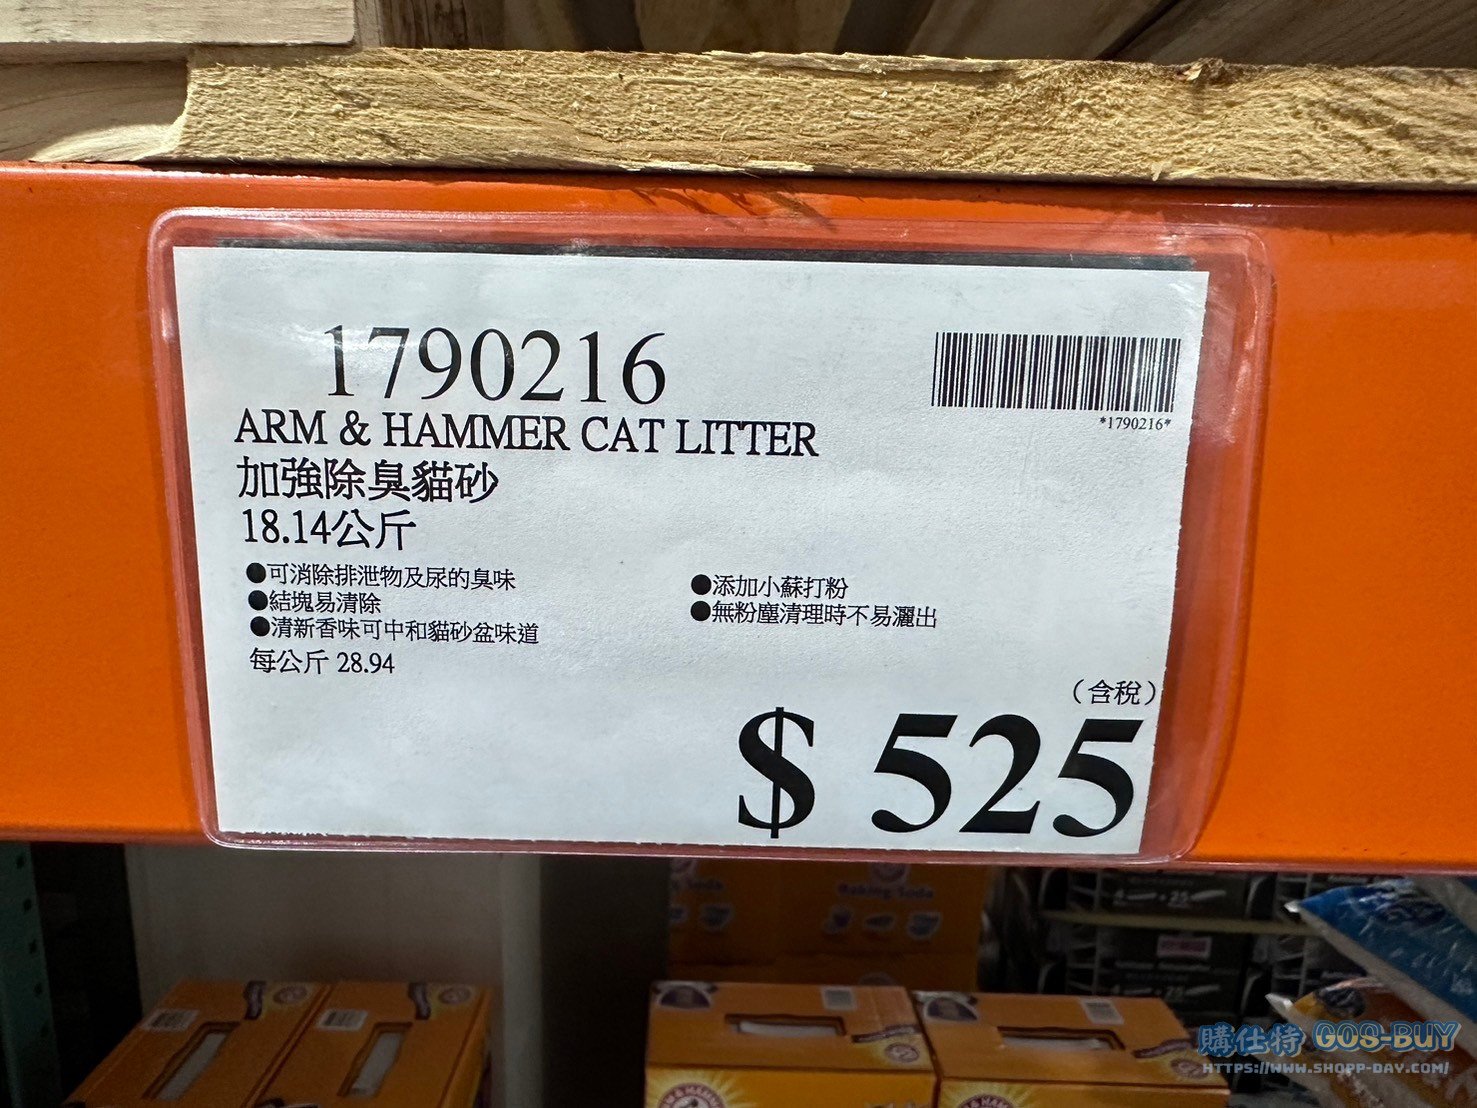 1790216
*1790216*
ARM & HAMMER CAT LITTER
加強除臭貓砂
18.14公斤
●可消除排泄物及尿的臭味
●結塊易清除
●清新香味可中和貓砂盆味道
●添加小蘇打粉
●無粉塵清理時不易灑出
每公斤 28.94
(含稅)
$ 525
Baking Soda
購仕特 GOS-BUY
HTTPS://WWW.SHOPP-DAY.COM/